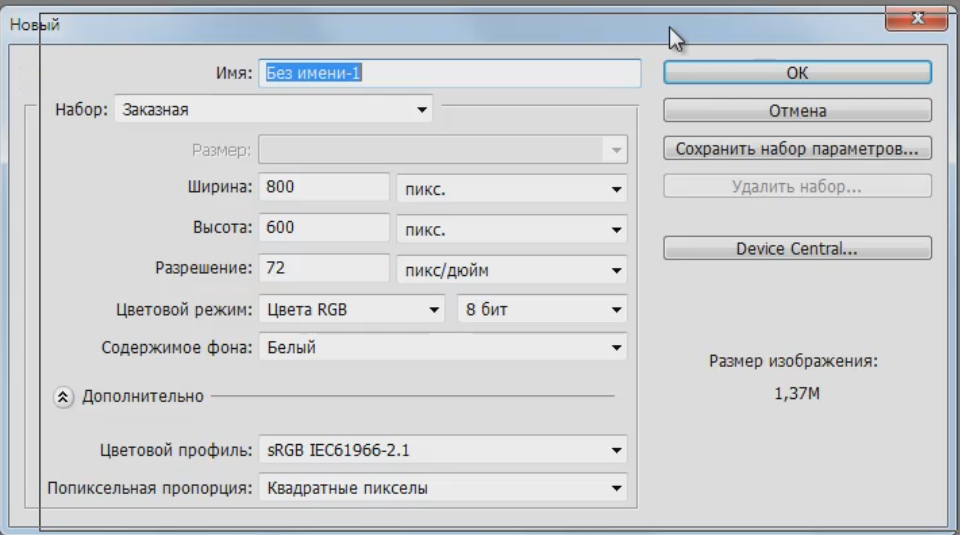 Новый
Имя: Без имени-1
OK
Набор: Заказная
Отмена
Размер:
Сохранить набор параметров...
Ширина: 800 пикс.
Удалить набор...
Высота: 600 пикс.
Device Central...
Разрешение: 72 пикс/дюйм
Цветовой режим: Цвета RGB 8 бит
Содержимое фона: Белый
Размер изображения:
1,37M
Дополнительно
Цветовой профиль: sRGB IEC61966-2.1
Попиксельная пропорция: Квадратные пикселы